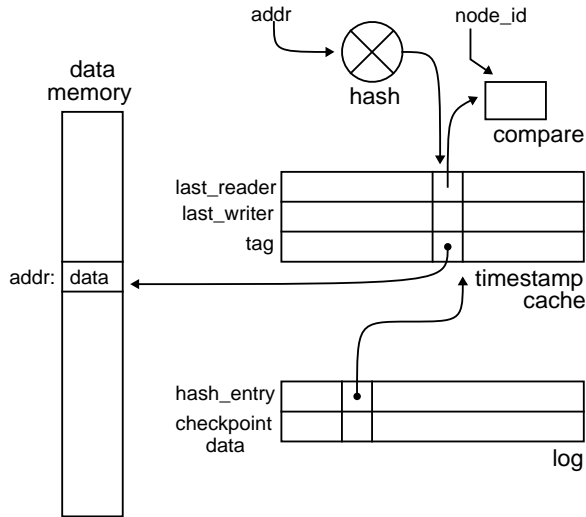 addr
node_id
hash
compare
data
memory
last_reader
last_writer
tag
addr:
data
timestamp
cache
hash_entry
checkpoint
data
log